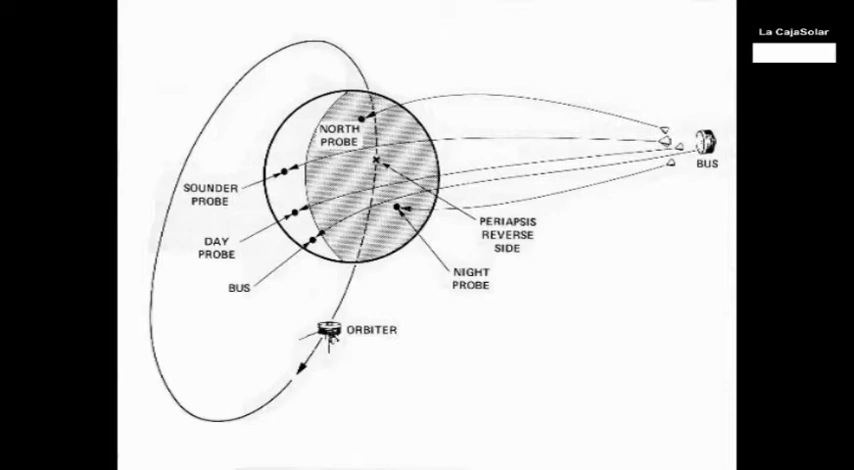 La CajaSolar
NORTH
PROBE
BUS
SOUNDER
PROBE
PERIAPSIS
REVERSE
SIDE
DAY
PROBE
NIGHT
PROBE
BUS
ORBITER